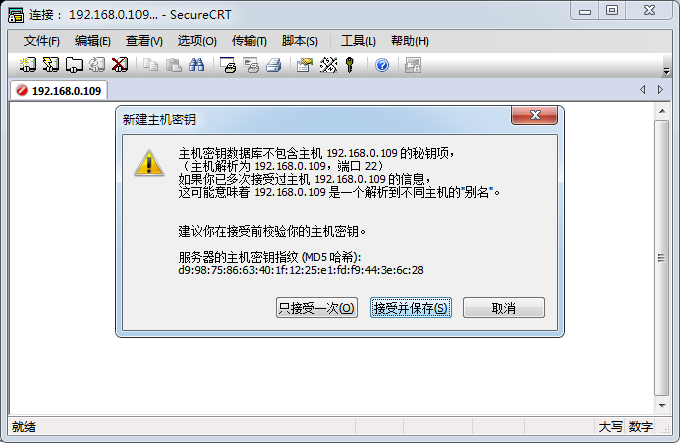 连接： 192.168.0.109... - SecureCRT
文件(F) 编辑(E) 查看(V) 选项(O) 传输(T) 脚本(S) 工具(L) 帮助(H)
192.168.0.109
新建主机密钥
主机密钥数据库不包含主机 192.168.0.109 的秘钥项，
（主机解析为 192.168.0.109，端口 22）
如果你已多次接受过主机 192.168.0.109 的信息，
这可能意味着 192.168.0.109 是一个解析到不同主机的"别名"。
建议你在接受前校验你的主机密钥。
服务器的主机密钥指纹 (MD5 哈希):
d9:98:75:86:63:40:1f:12:25:e1:fd:f9:44:3e:6c:28
只接受一次(O) 接受并保存(S) 取消
就绪 大写 数字